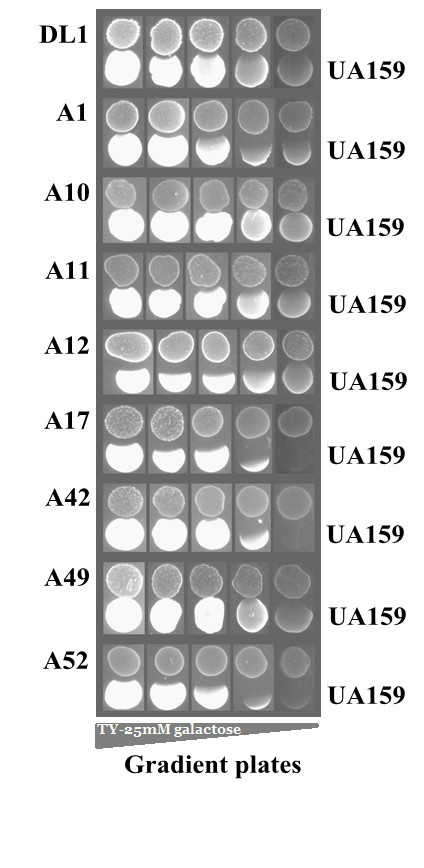 DL1
UA159
A1
UA159
A10
UA159
A11
UA159
A12
UA159
A17
UA159
A42
UA159
A49
UA159
A52
UA159
TY-25mM galactose
Gradient plates